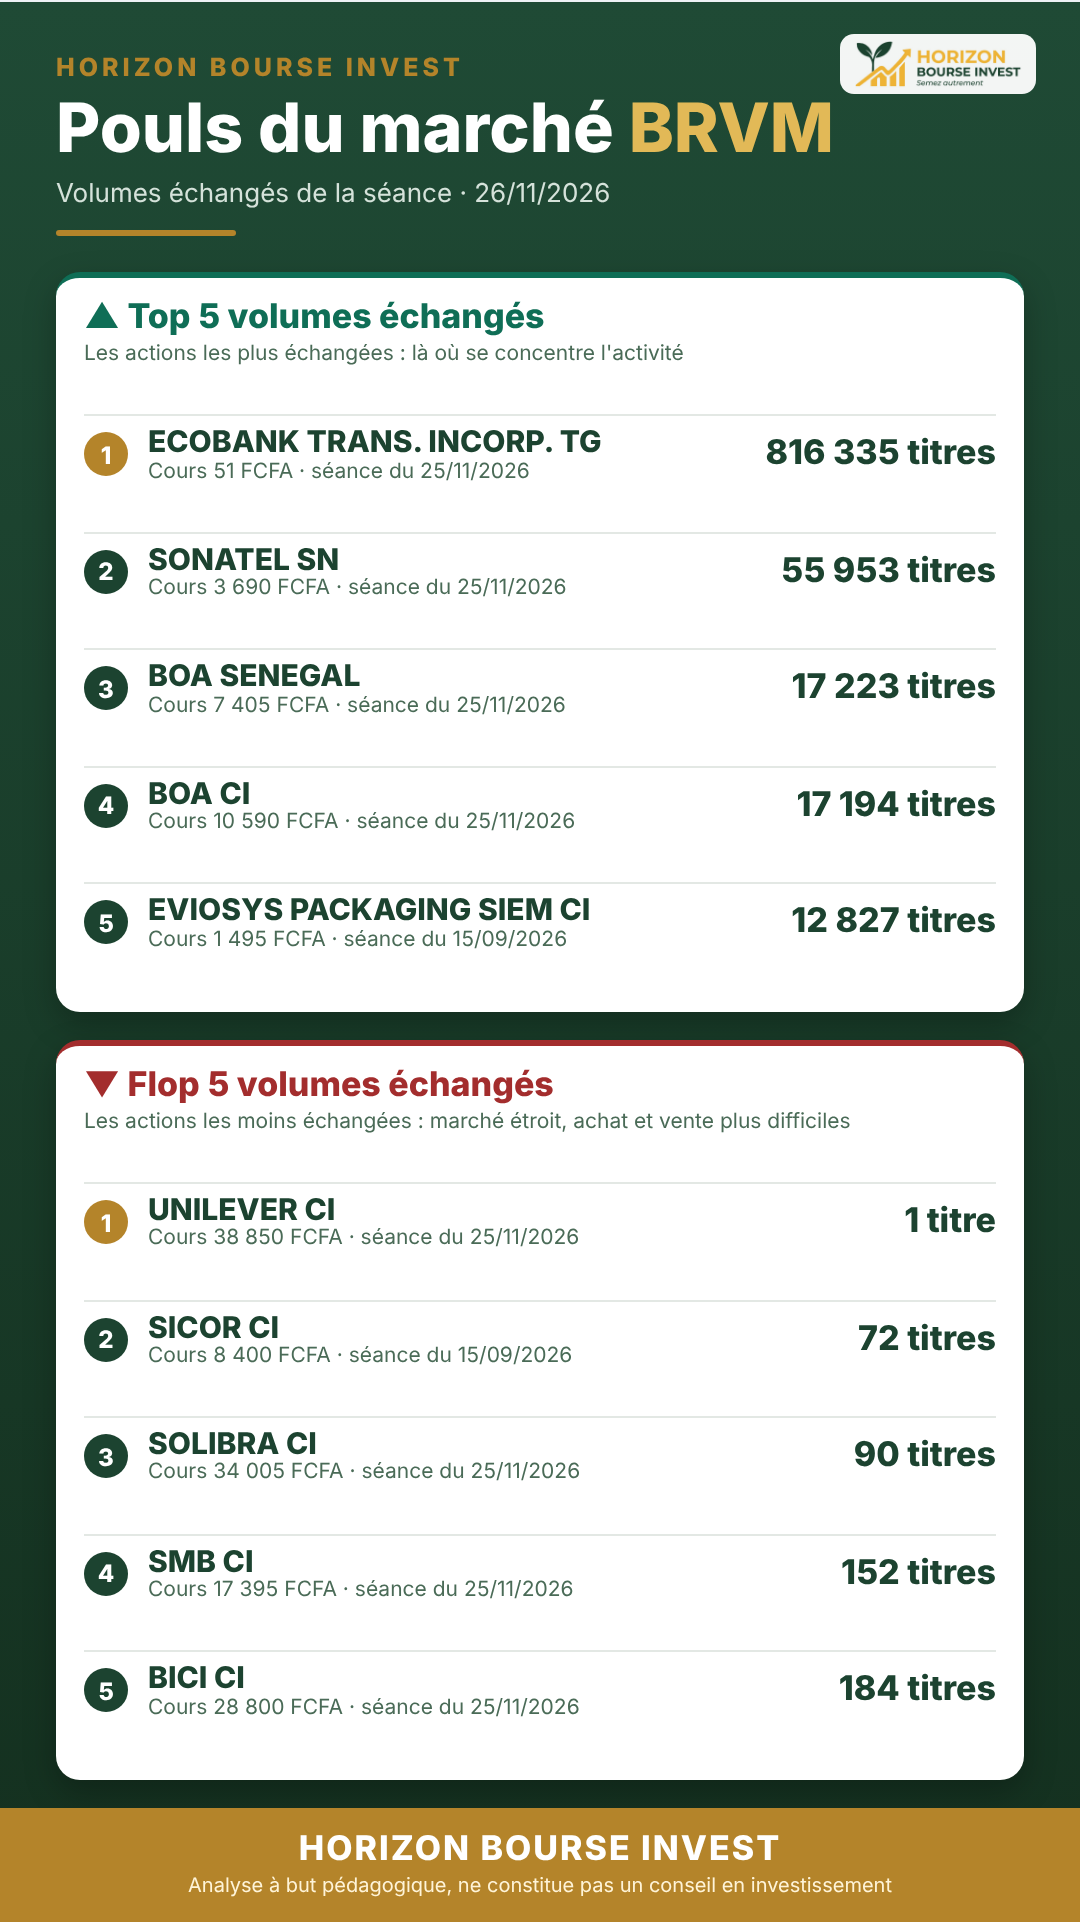 HORIZON BOURSE INVEST
HORIZON
BOURSE INVEST
Semez autrement
Pouls du marché BRVM
Volumes échangés de la séance · 26/11/2026
▲ Top 5 volumes échangés
Les actions les plus échangées : là où se concentre l'activité
1 ECOBANK TRANS. INCORP. TG 816 335 titres
Cours 51 FCFA · séance du 25/11/2026
2 SONATEL SN 55 953 titres
Cours 3 690 FCFA · séance du 25/11/2026
3 BOA SENEGAL 17 223 titres
Cours 7 405 FCFA · séance du 25/11/2026
4 BOA CI 17 194 titres
Cours 10 590 FCFA · séance du 25/11/2026
5 EVIOSYS PACKAGING SIEM CI 12 827 titres
Cours 1 495 FCFA · séance du 15/09/2026
▼ Flop 5 volumes échangés
Les actions les moins échangées : marché étroit, achat et vente plus difficiles
1 UNILEVER CI 1 titre
Cours 38 850 FCFA · séance du 25/11/2026
2 SICOR CI 72 titres
Cours 8 400 FCFA · séance du 15/09/2026
3 SOLIBRA CI 90 titres
Cours 34 005 FCFA · séance du 25/11/2026
4 SMB CI 152 titres
Cours 17 395 FCFA · séance du 25/11/2026
5 BICI CI 184 titres
Cours 28 800 FCFA · séance du 25/11/2026
HORIZON BOURSE INVEST
Analyse à but pédagogique, ne constitue pas un conseil en investissement